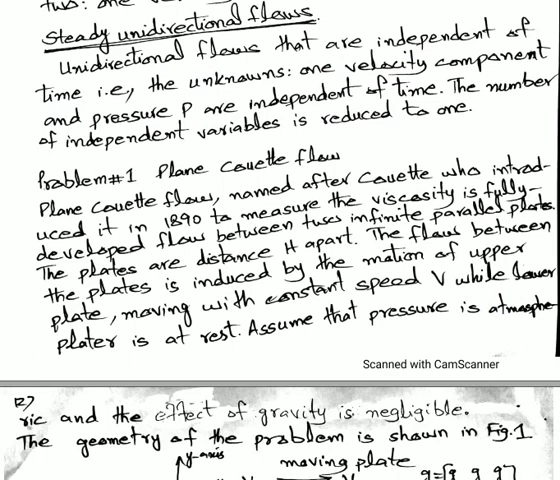 two: one
Steady unidirectional flows.
Unidirectional flows that are independent of
time i.e., the unknowns: one velocity component
and pressure P are independent of time. The number
of independent variables is reduced to one.
Problem#1 Plane Couette flow
Plane Couette flow, named after Couette who introd-
uced it in 1890 to measure the viscosity is fully-
developed flow between two infinite parallel plates.
The plates are distance H apart. The flow between
the plates is induced by the motion of upper
plate, moving with constant speed V while lower
plater is at rest. Assume that pressure is atmosphe-
Scanned with CamScanner
12)
ric and the effect of gravity is negligible.
The geometry of the problem is shown in Fig.1
y-axis moving plate